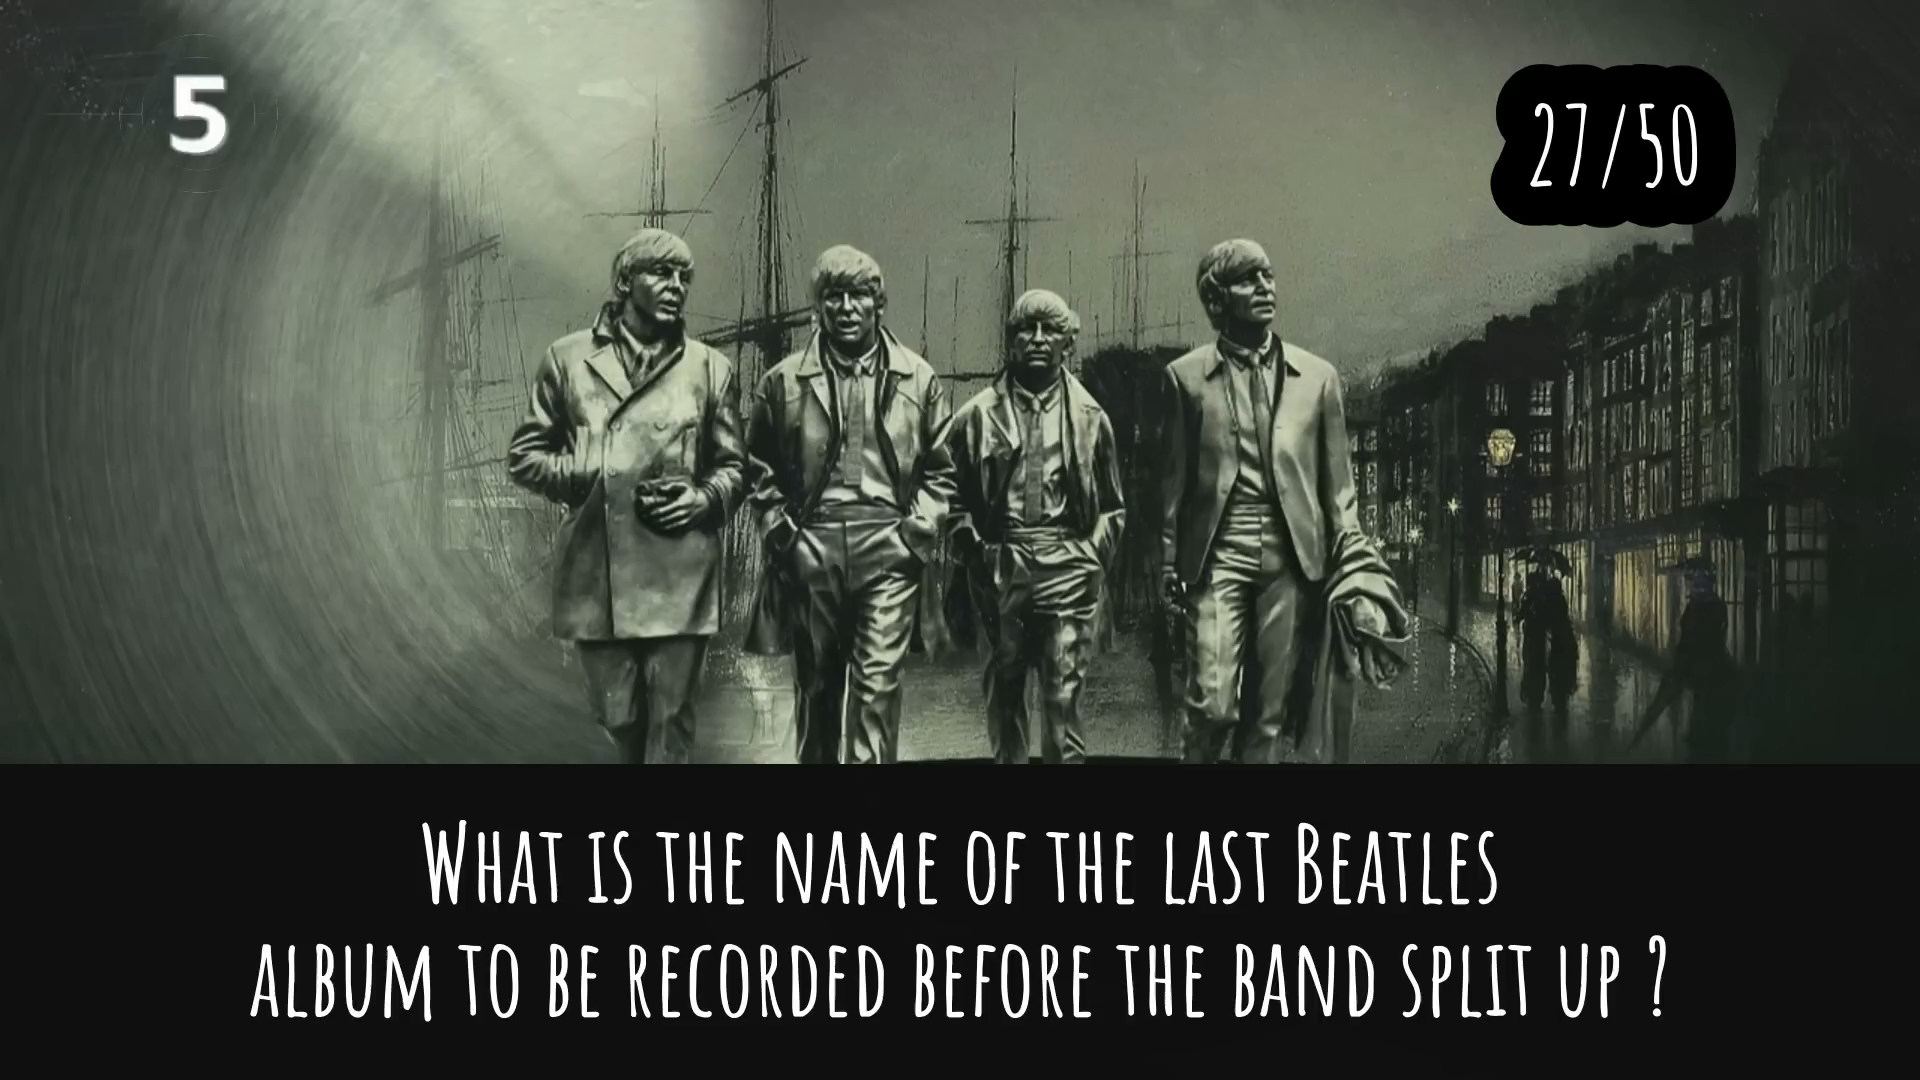 5
27/50
What is the name of the last Beatles
album to be recorded before the band split up ?